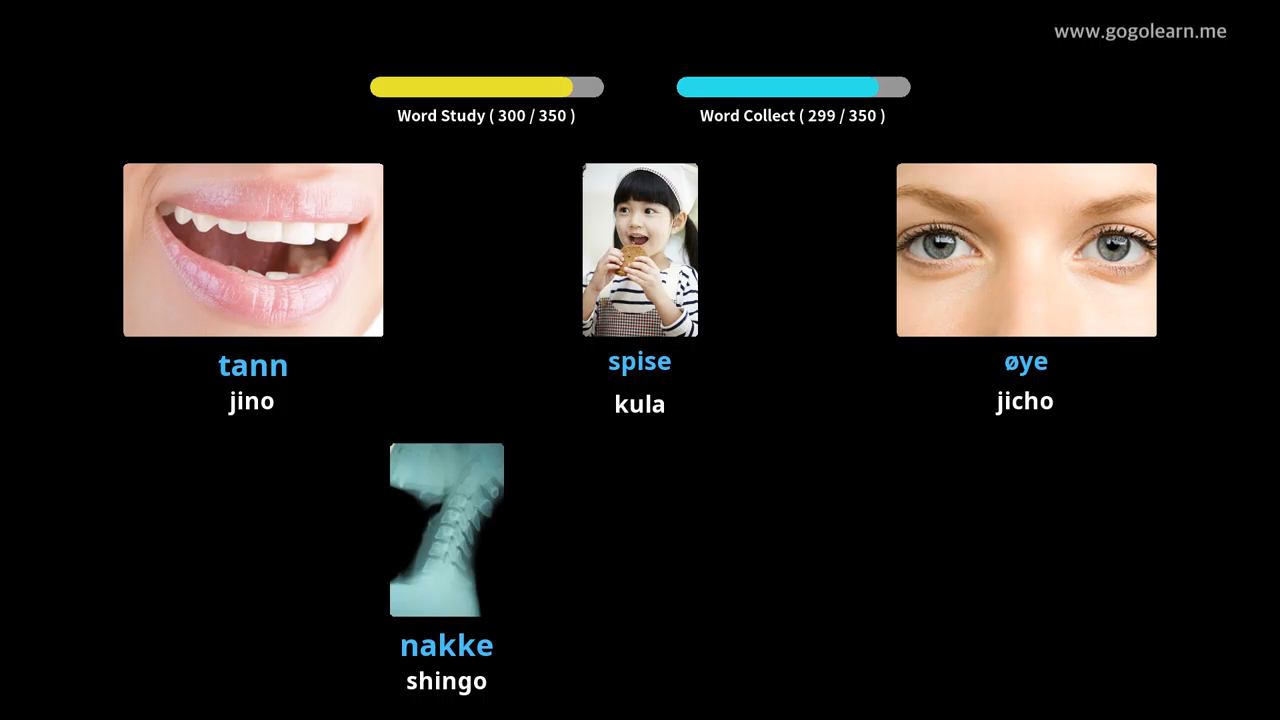 www.gogolearn.me
Word Study ( 300 / 350 )
Word Collect ( 299 / 350 )
tann
jino
spise
kula
øye
jicho
nakke
shingo